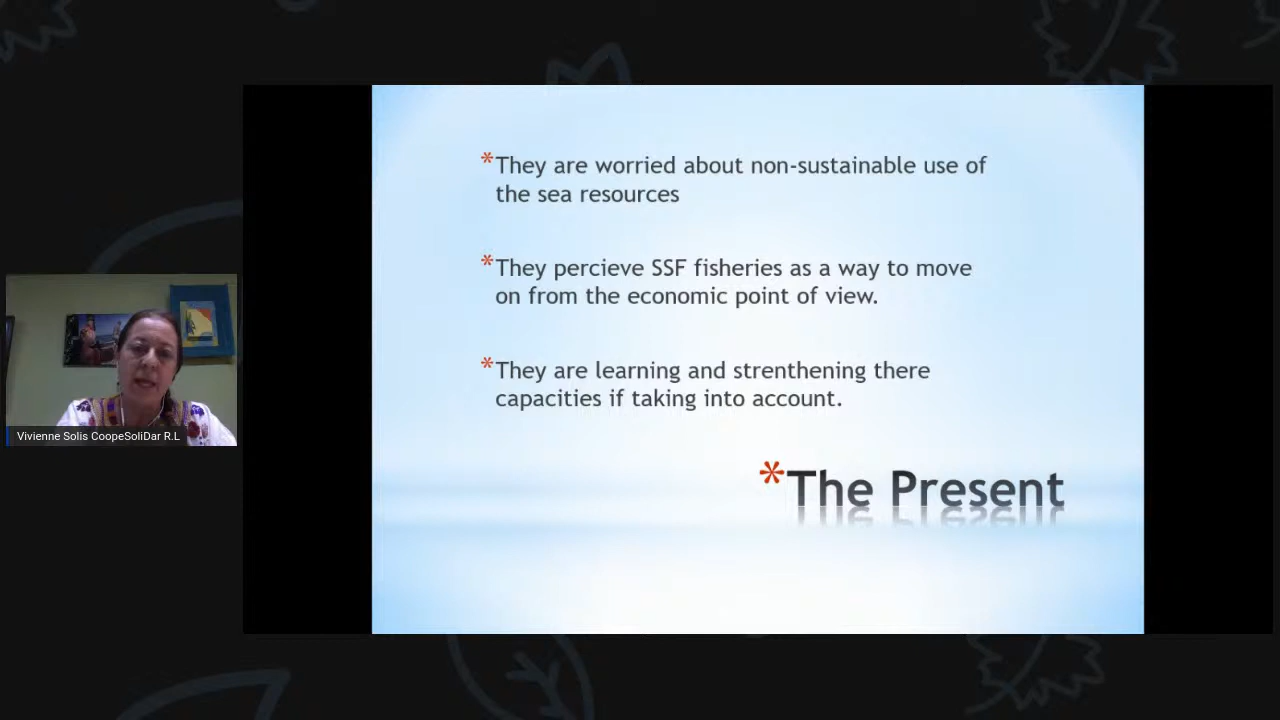 *They are worried about non-sustainable use of
the sea resources
*They percieve SSF fisheries as a way to move
on from the economic point of view.
*They are learning and strenthening there
capacities if taking into account.
*The Present
Vivienne Solis CoopeSoliDar R.L